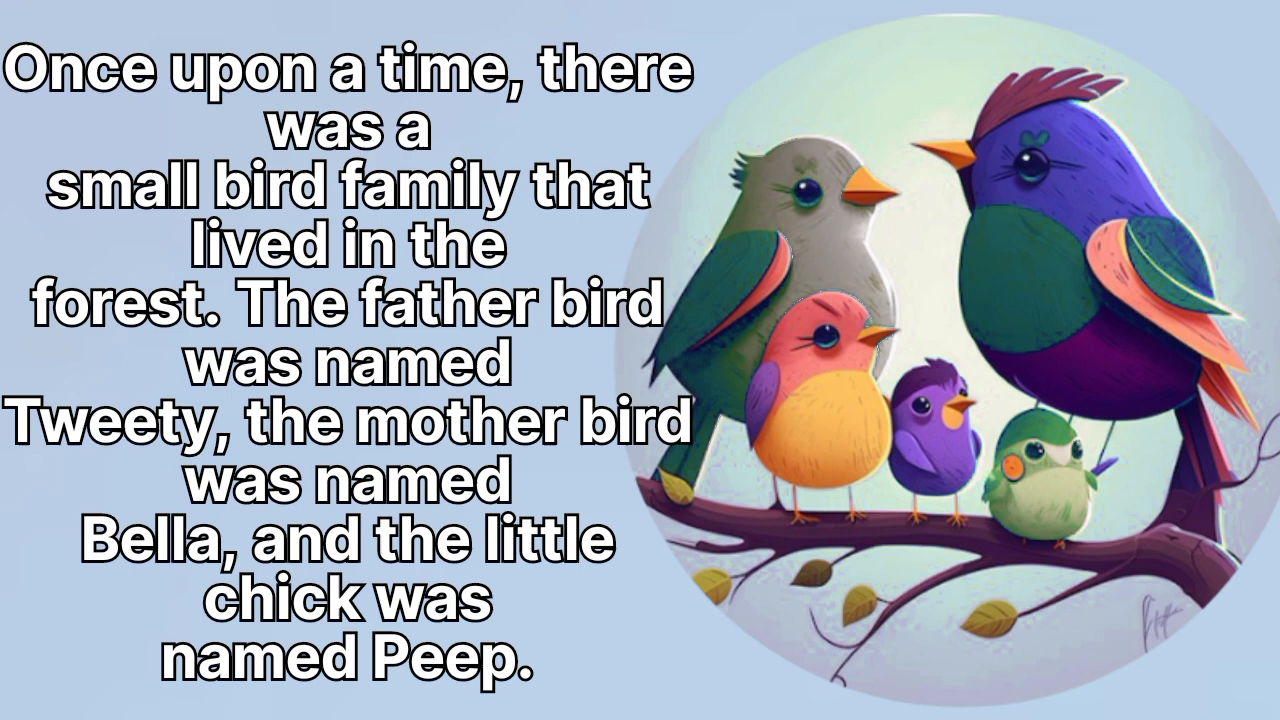 Once upon a time, there
was a
small bird family that
lived in the
forest. The father bird
was named
Tweety, the mother bird
was named
Bella, and the little
chick was
named Peep.